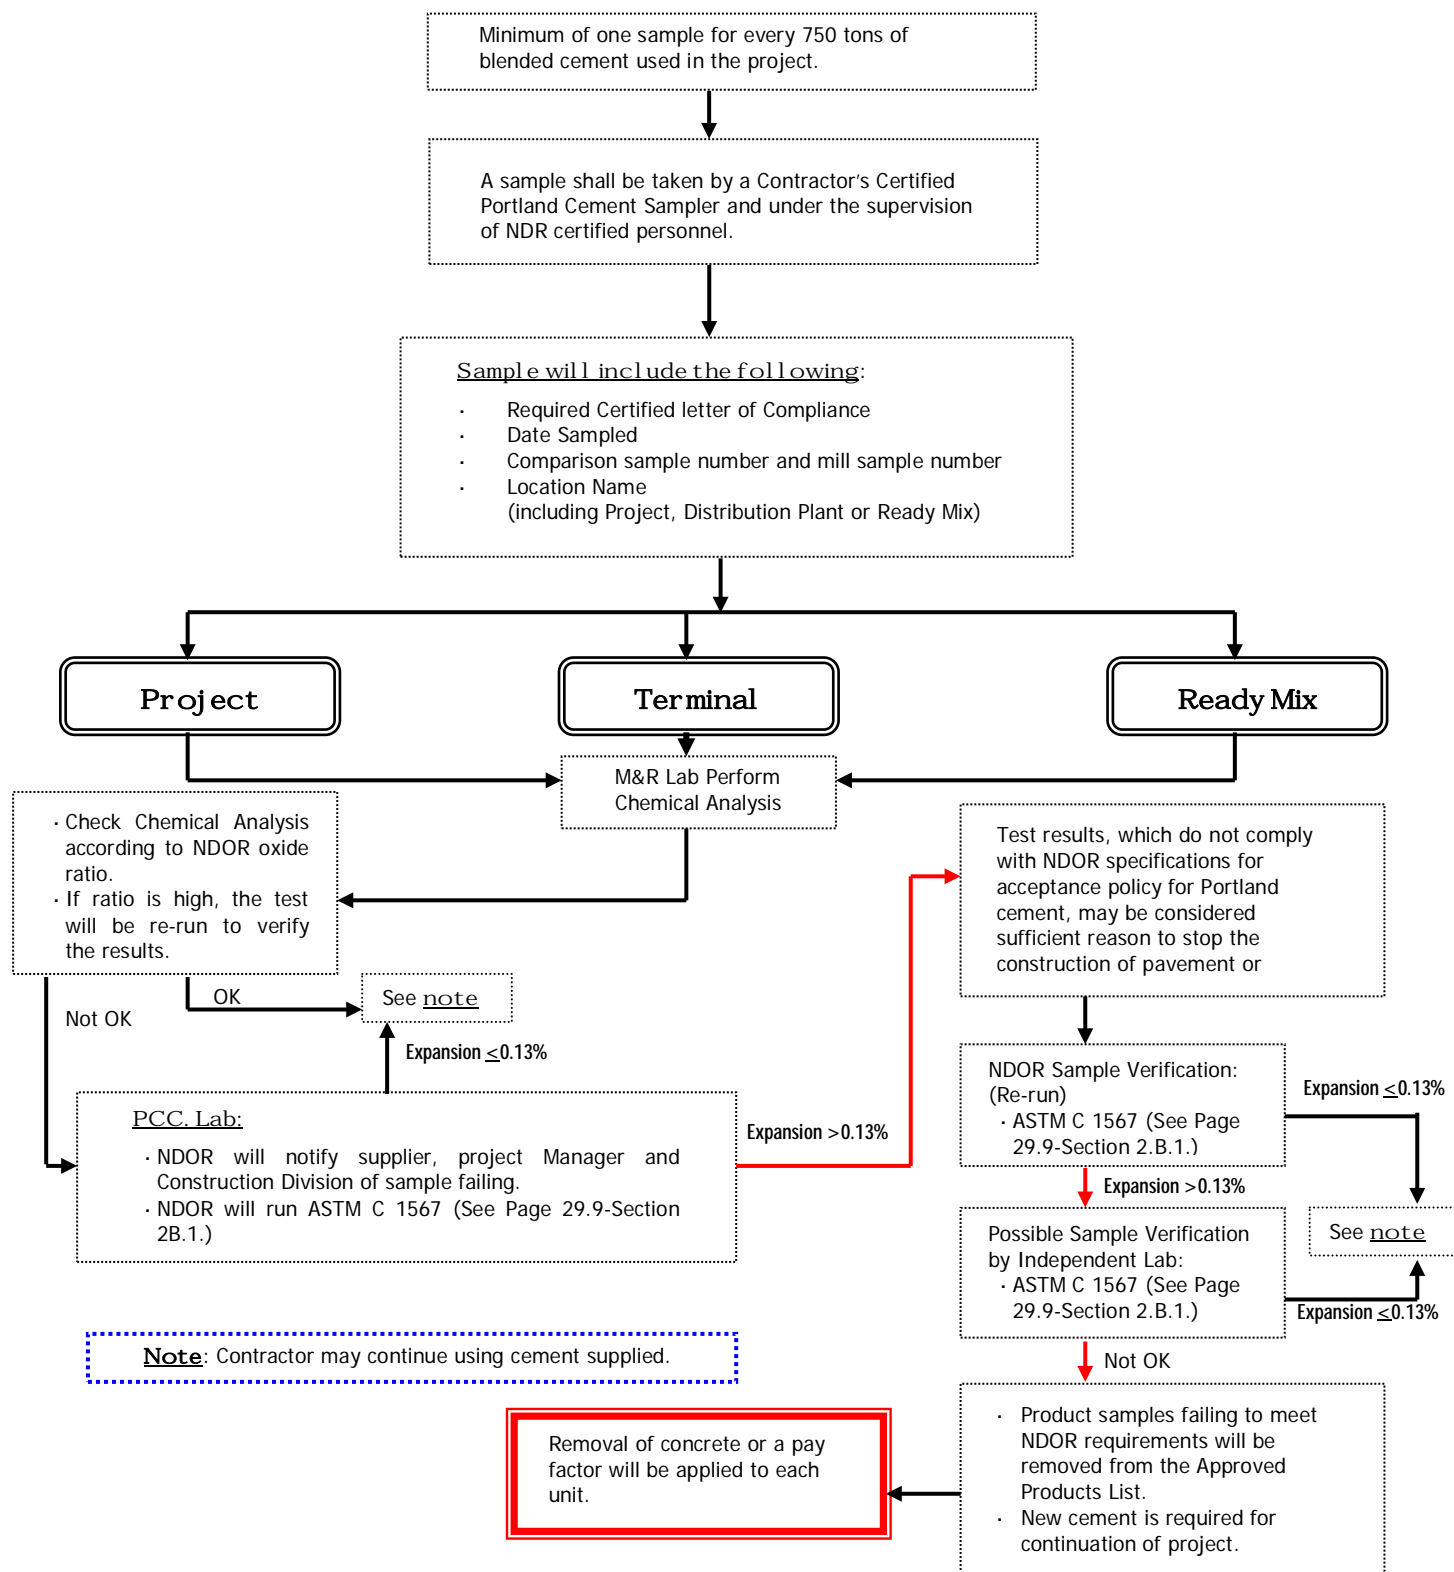 Minimum of one sample for every 750 tons of
blended cement used in the project.
A sample shall be taken by a Contractor's Certified
Portland Cement Sampler and under the supervision
of NDR certified personnel.
Sample will include the following:
· Required Certified letter of Compliance
· Date Sampled
· Comparison sample number and mill sample number
· Location Name
(including Project, Distribution Plant or Ready Mix)
Project
Terminal
Ready Mix
M&R Lab Perform
Chemical Analysis
· Check Chemical Analysis
according to NDOR oxide
ratio.
· If ratio is high, the test
will be re-run to verify
the results.
Test results, which do not comply
with NDOR specifications for
acceptance policy for Portland
cement, may be considered
sufficient reason to stop the
construction of pavement or
OK
Not OK
See note
Expansion ≤0.13%
PCC. Lab:
· NDOR will notify supplier, project Manager and
Construction Division of sample failing.
· NDOR will run ASTM C 1567 (See Page 29.9-Section
2B.1.)
Expansion >0.13%
NDOR Sample Verification:
(Re-run)
· ASTM C 1567 (See Page
29.9-Section 2.B.1.)
Expansion ≤0.13%
Expansion >0.13%
Possible Sample Verification
by Independent Lab:
· ASTM C 1567 (See Page
29.9-Section 2.B.1.)
See note
Expansion ≤0.13%
Not OK
Note: Contractor may continue using cement supplied.
· Product samples failing to meet
NDOR requirements will be
removed from the Approved
Products List.
· New cement is required for
continuation of project.
Removal of concrete or a pay
factor will be applied to each
unit.